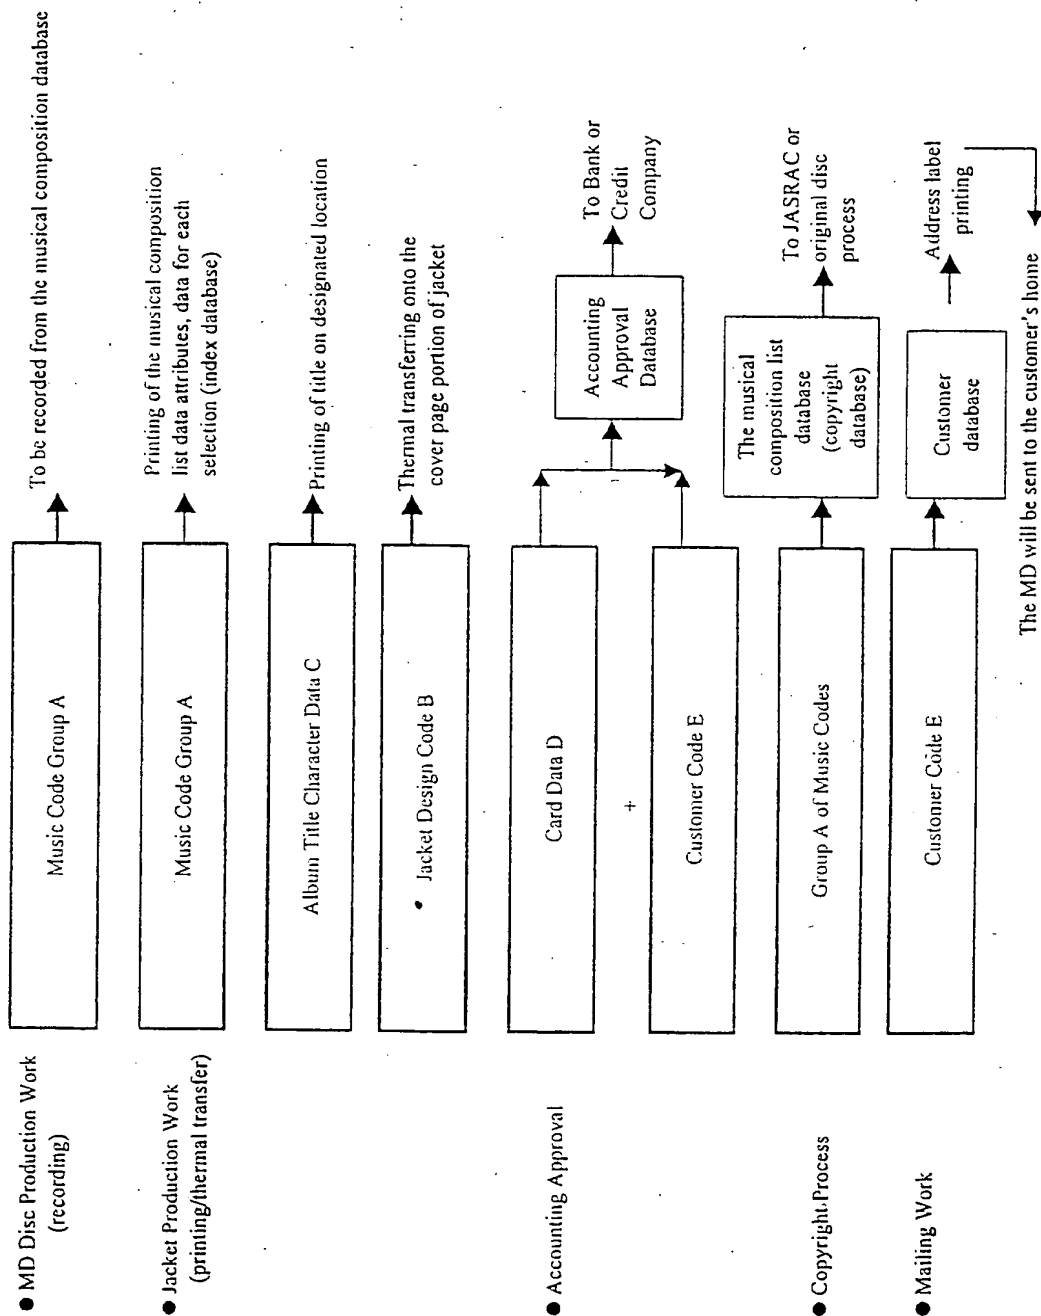 ● MD Disc Production Work
(recording)
Music Code Group A
To be recorded from the musical composition database
● Jacket Production Work
(printing/thermal transfer)
Music Code Group A
Printing of the musical composition
list data attributes, data for each
selection (index database)
Album Title Character Data C
Printing of title on designated location
Jacket Design Code B
Thermal transferring onto the
cover page portion of jacket
● Accounting Approval
Card Data D
+
Customer Code E
Accounting
Approval
Database
To Bank or
Credit
Company
● Copyright Process
Group A of Music Codes
The musical
composition list
database
(copyright
database)
To JASRAC or
original disc
process
● Mailing Work
Customer Code E
Customer
database
Address label
printing
The MD will be sent to the customer's home